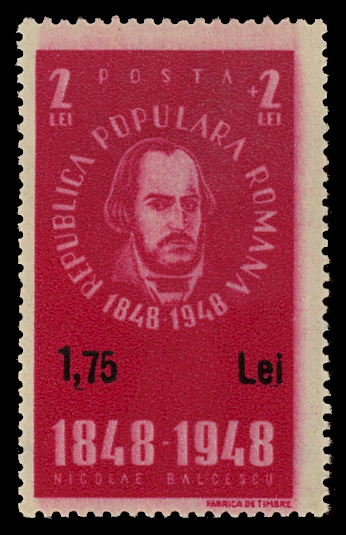 2 POSTA +2
LEI LEI
REPUBLICA POPULARA ROMANA
1848-1948
1,75 Lei
1848-1948
NICOLAE BALCESCU
FABRICA DE TIMBRE